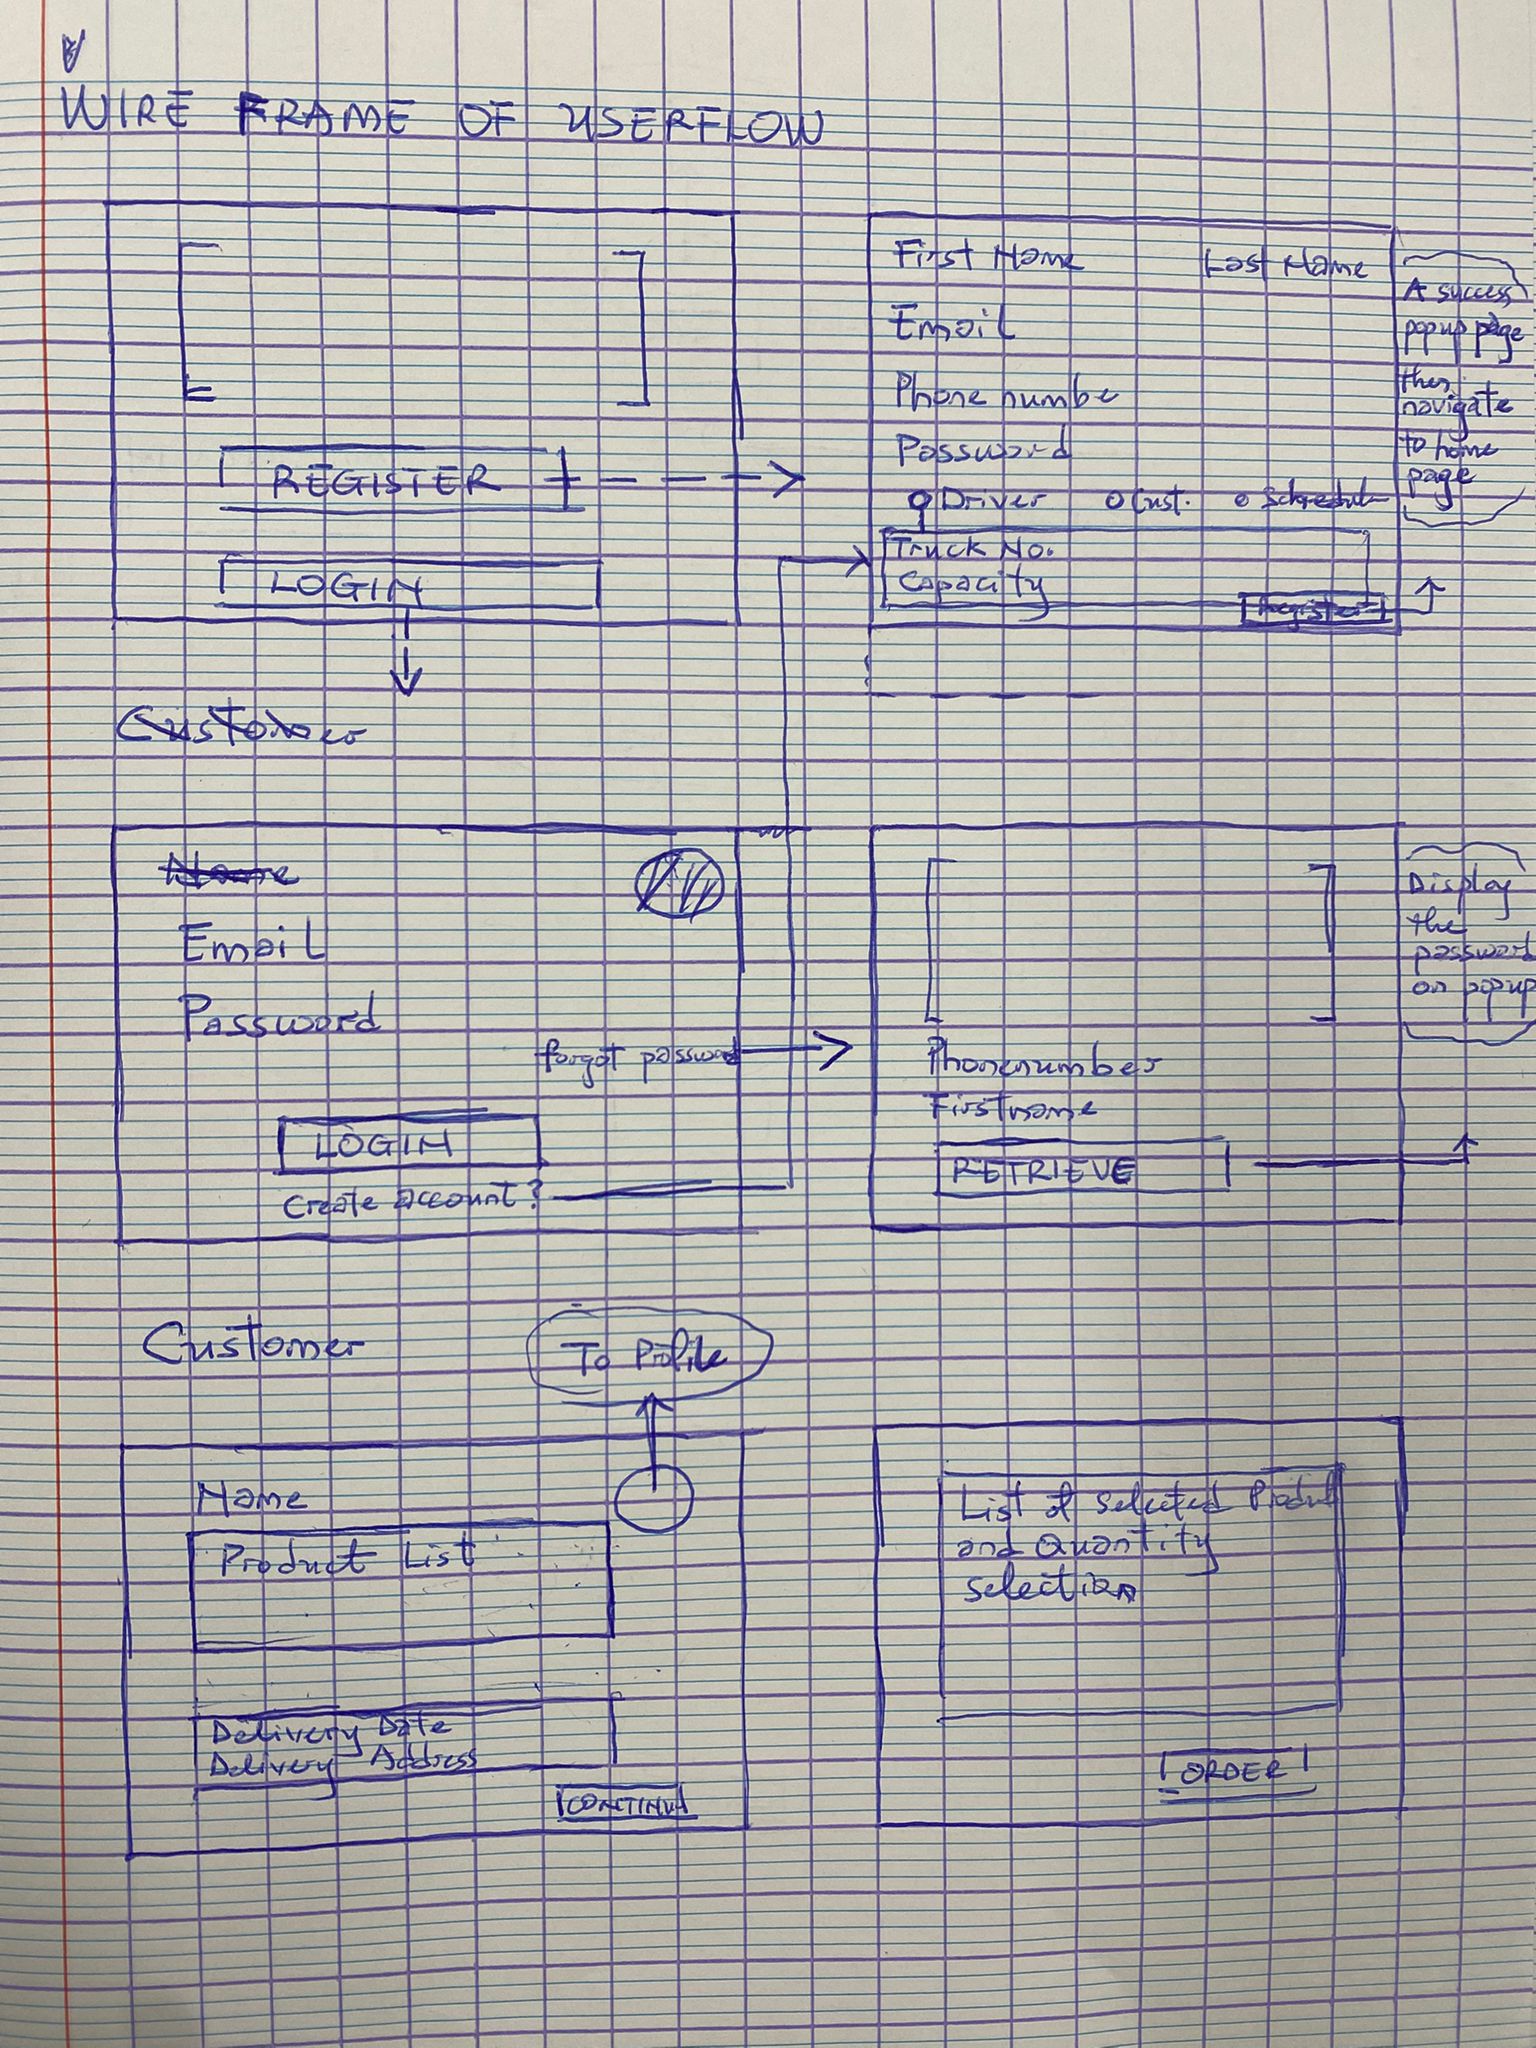 WIRE FRAME OF USERFLOW
REGISTER
LOGIN
First Name Last Name
Email
Phone numbe
Password
Driver Cust. Schedul
Truck No.
Capacity
Register
A success
popup page
then
navigate
to home
page
Customer
Name
Email
Password
forgot password
LOGIN
Create account?
Phonenumber
Firstname
RETRIEVE
Display
the
password
on popup
Customer
To Profile
Name
Product List
Delivery Date
Delivery Address
CONTINU
List of Selected Produc
and Quantity
selection
ORDER